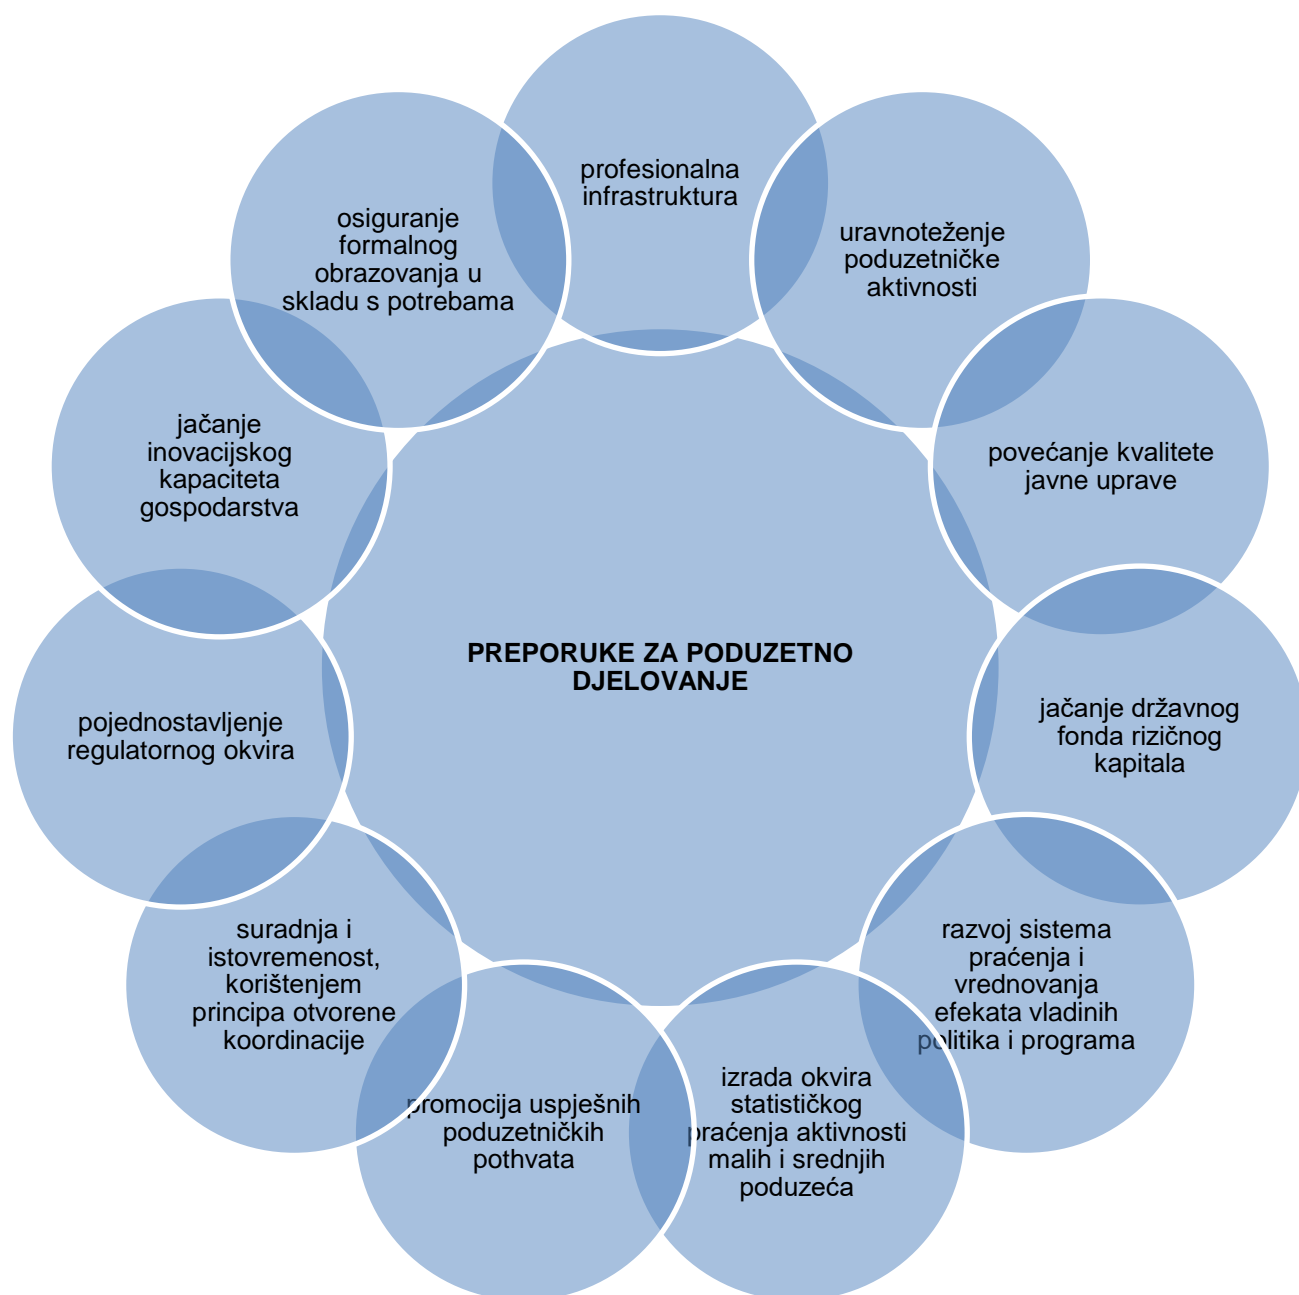 profesionalna
infrastruktura
uravnoteženje
poduzetničke
aktivnosti
povećanje kvalitete
javne uprave
jačanje državnog
fonda rizičnog
kapitala
razvoj sistema
praćenja i
vrednovanja
efekata vladinih
politika i programa
izrada okvira
statističkog
praćenja aktivnosti
malih i srednjih
poduzeća
promocija uspješnih
poduzetničkih
pothvata
suradnja i
istovremenost,
korištenjem
principa otvorene
koordinacije
pojednostavljenje
regulatornog okvira
jačanje
inovacijskog
kapaciteta
gospodarstva
osiguranje
formalnog
obrazovanja u
skladu s potrebama
PREPORUKE ZA PODUZETNO
DJELOVANJE